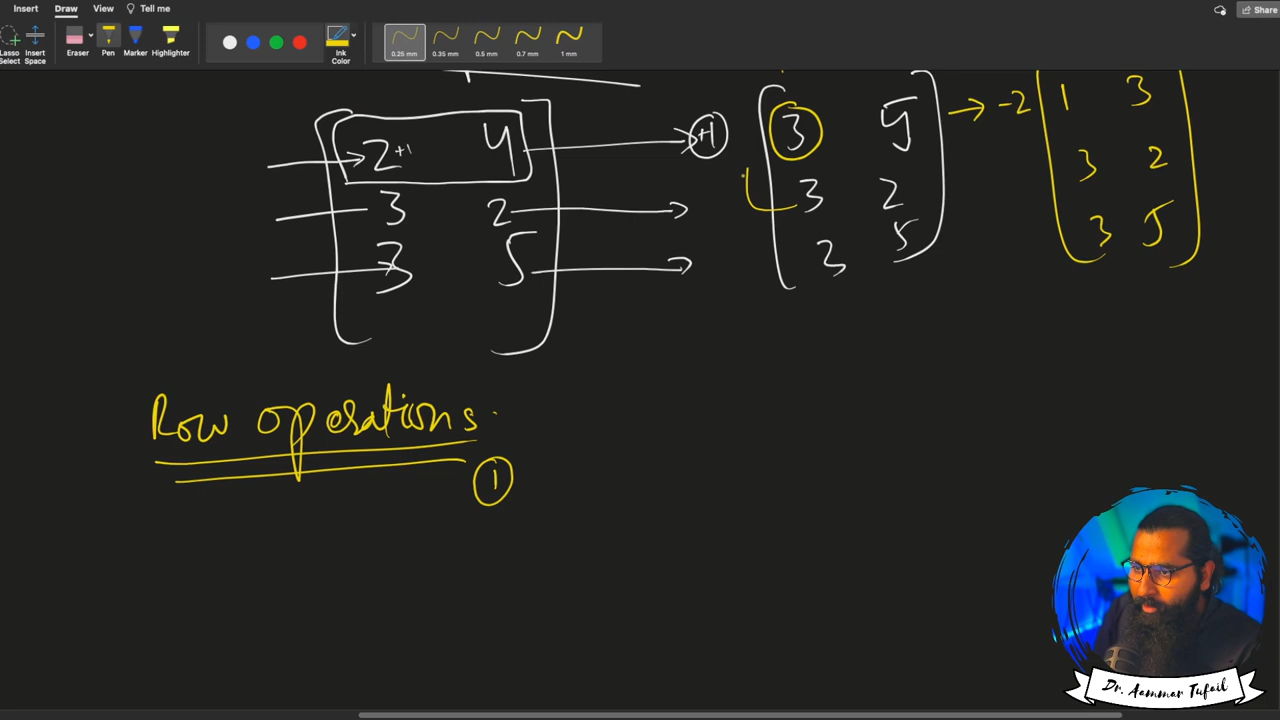 Insert Draw View Tell me
Share
Lasso Select Insert Space Eraser Pen Marker Highlighter Ink Color 0.25 mm 0.35 mm 0.5 mm 0.7 mm 1 mm
2+1 4 +1 3 5 → -2 1 3
3 2 3 2 3 2
3 5 3 5 3 5
Row operations.
1
Dr. Aammar Tufail